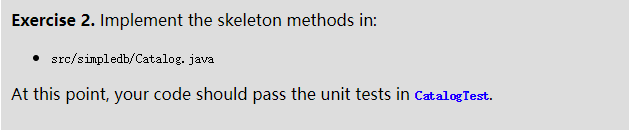 Exercise 2. Implement the skeleton methods in:
• src/simpledb/Catalog.java
At this point, your code should pass the unit tests in CatalogTest.